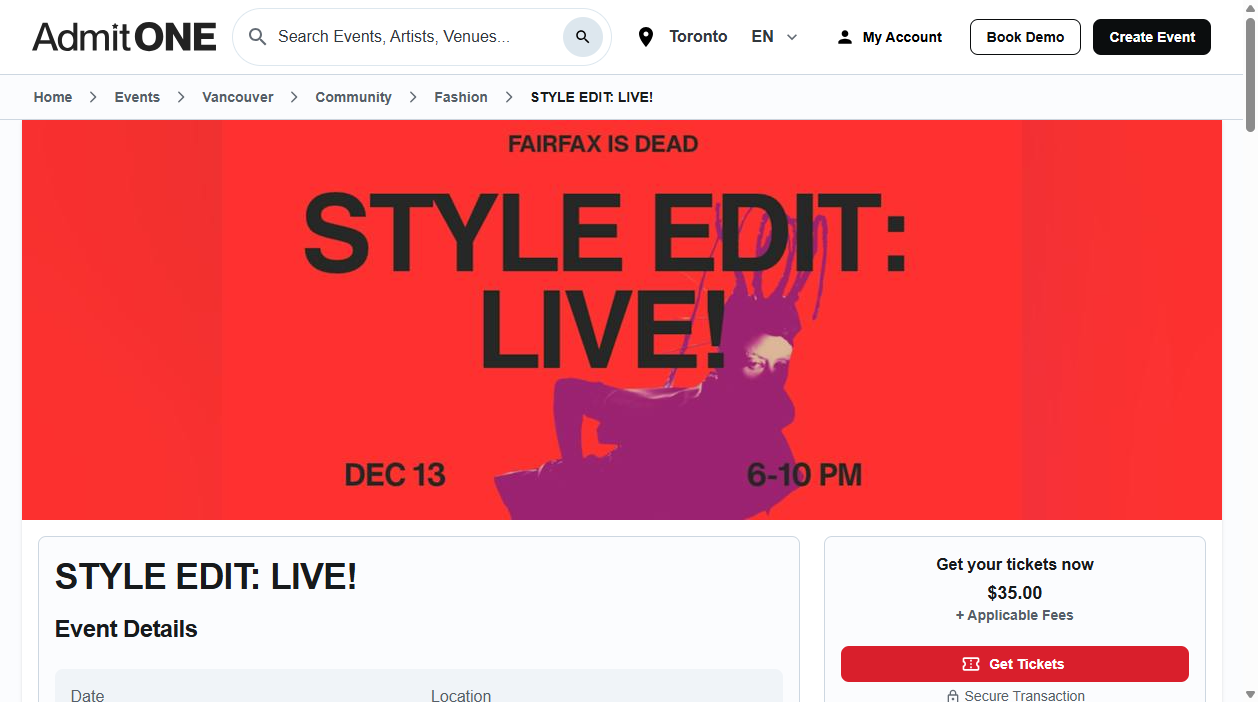 AdmitONE
Search Events, Artists, Venues...
Toronto
EN
My Account
Book Demo
Create Event
Home > Events > Vancouver > Community > Fashion > STYLE EDIT: LIVE!
FAIRFAX IS DEAD
STYLE EDIT:
LIVE!
DEC 13
6-10 PM
STYLE EDIT: LIVE!
Event Details
Date
Location
Get your tickets now
$35.00
+ Applicable Fees
Get Tickets
Secure Transaction